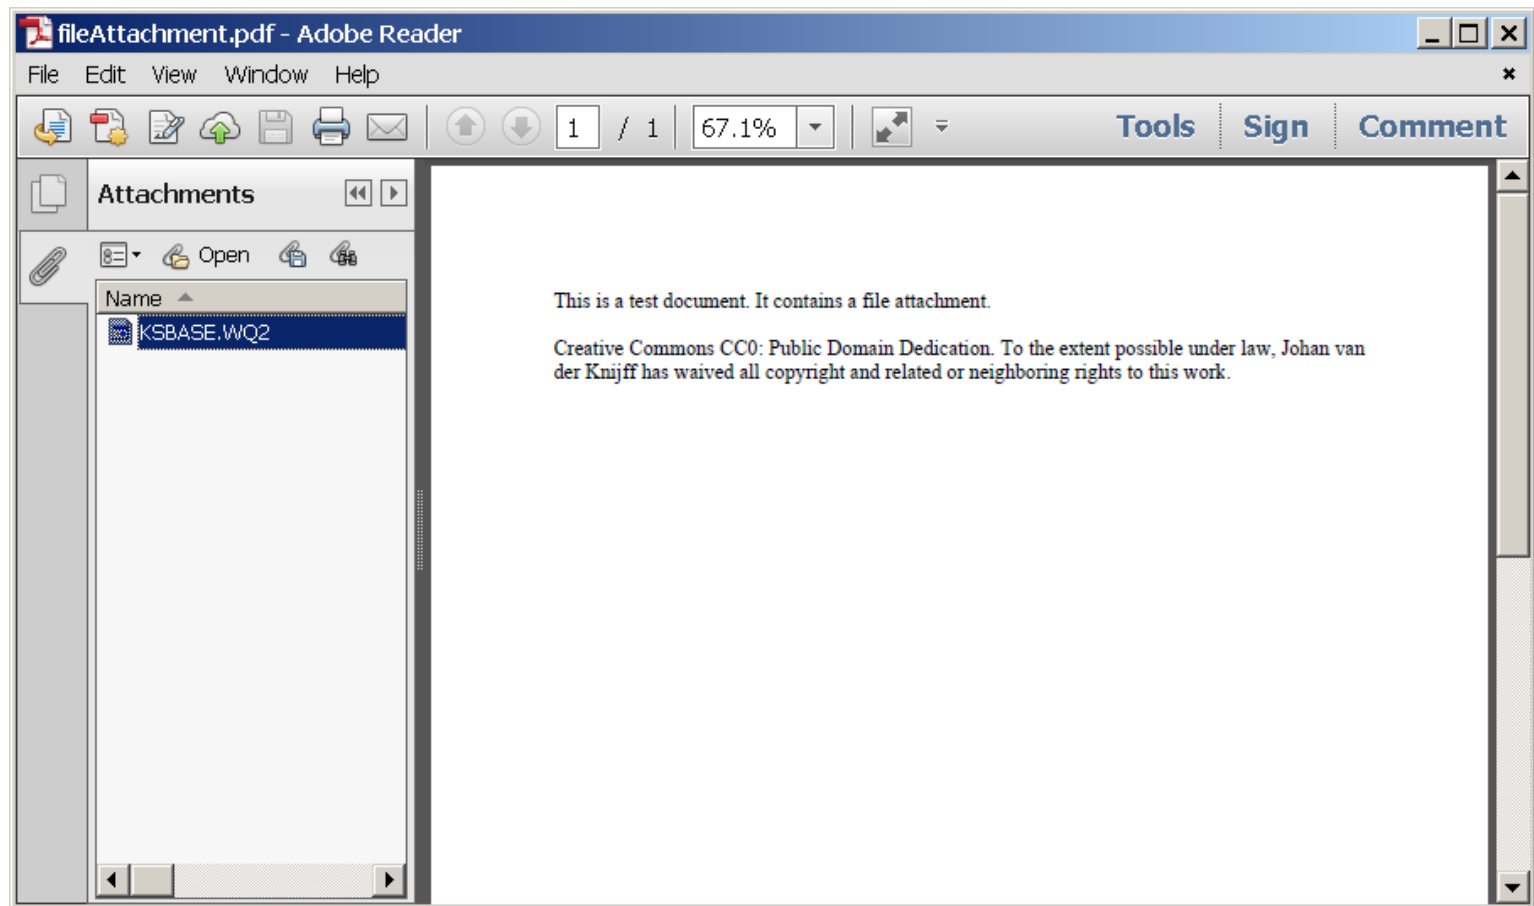 fileAttachment.pdf - Adobe Reader
File Edit View Window Help
1 / 1 67.1% Tools Sign Comment
Attachments
Open
Name
KSBASE.WQ2
This is a test document. It contains a file attachment.
Creative Commons CC0: Public Domain Dedication. To the extent possible under law, Johan van
der Knijff has waived all copyright and related or neighboring rights to this work.